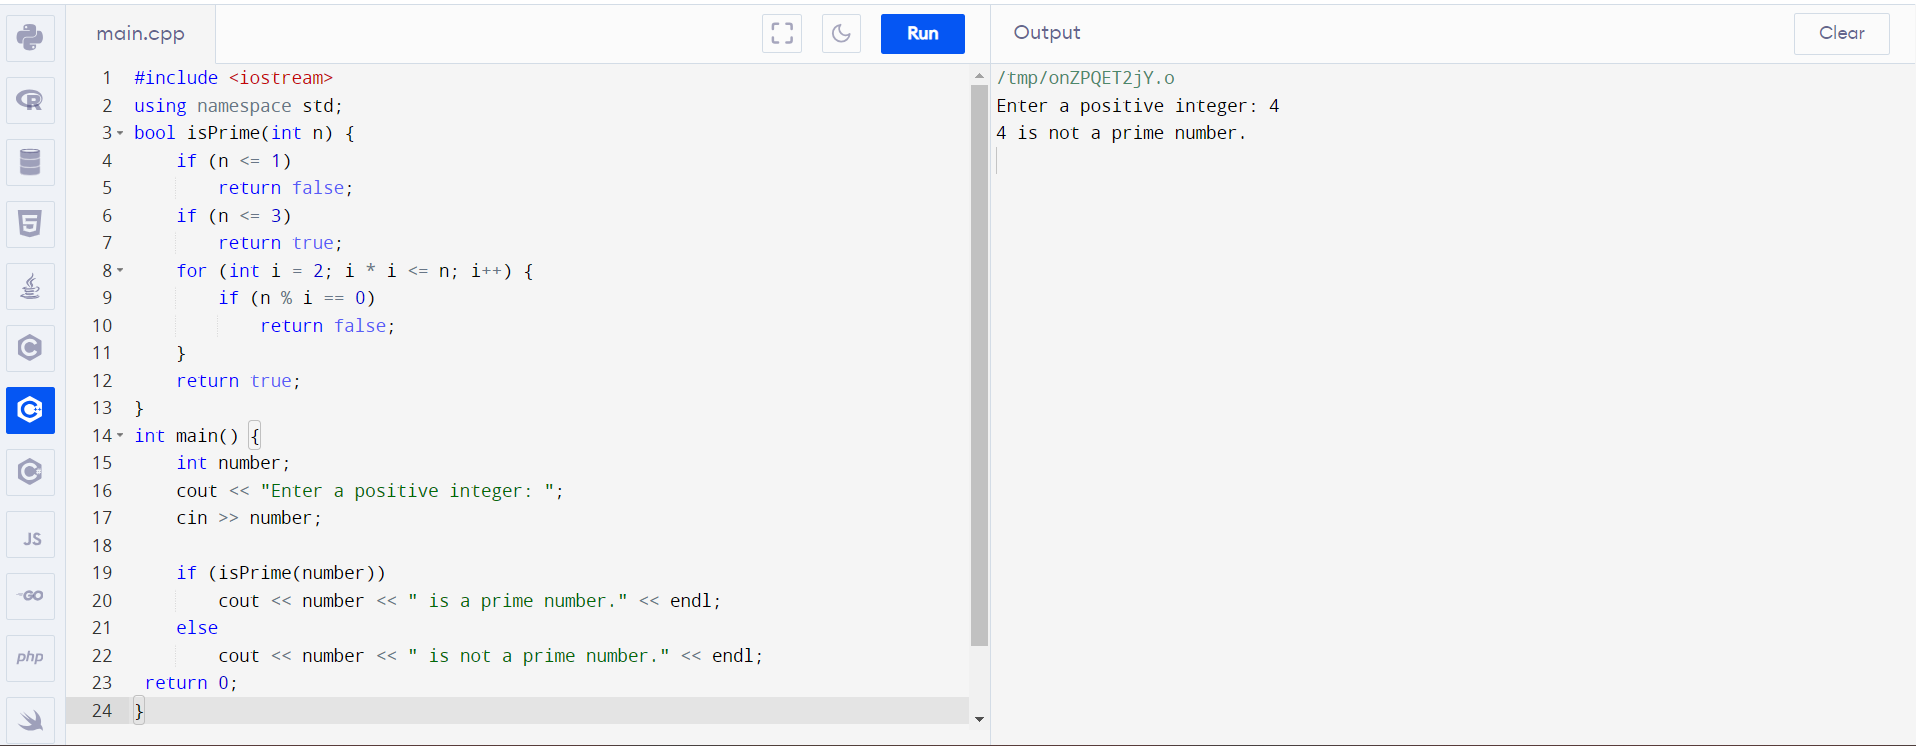 main.cpp
Run
Output
Clear
R
5
C
C++
C
JS
GO
php
1 #include <iostream>
2 using namespace std;
3 bool isPrime(int n) {
4     if (n <= 1)
5         return false;
6     if (n <= 3)
7         return true;
8     for (int i = 2; i * i <= n; i++) {
9         if (n % i == 0)
10             return false;
11     }
12     return true;
13 }
14 int main() {
15     int number;
16     cout << "Enter a positive integer: ";
17     cin >> number;
18
19     if (isPrime(number))
20         cout << number << " is a prime number." << endl;
21     else
22         cout << number << " is not a prime number." << endl;
23  return 0;
24 }
/tmp/onZPQET2jY.o
Enter a positive integer: 4
4 is not a prime number.